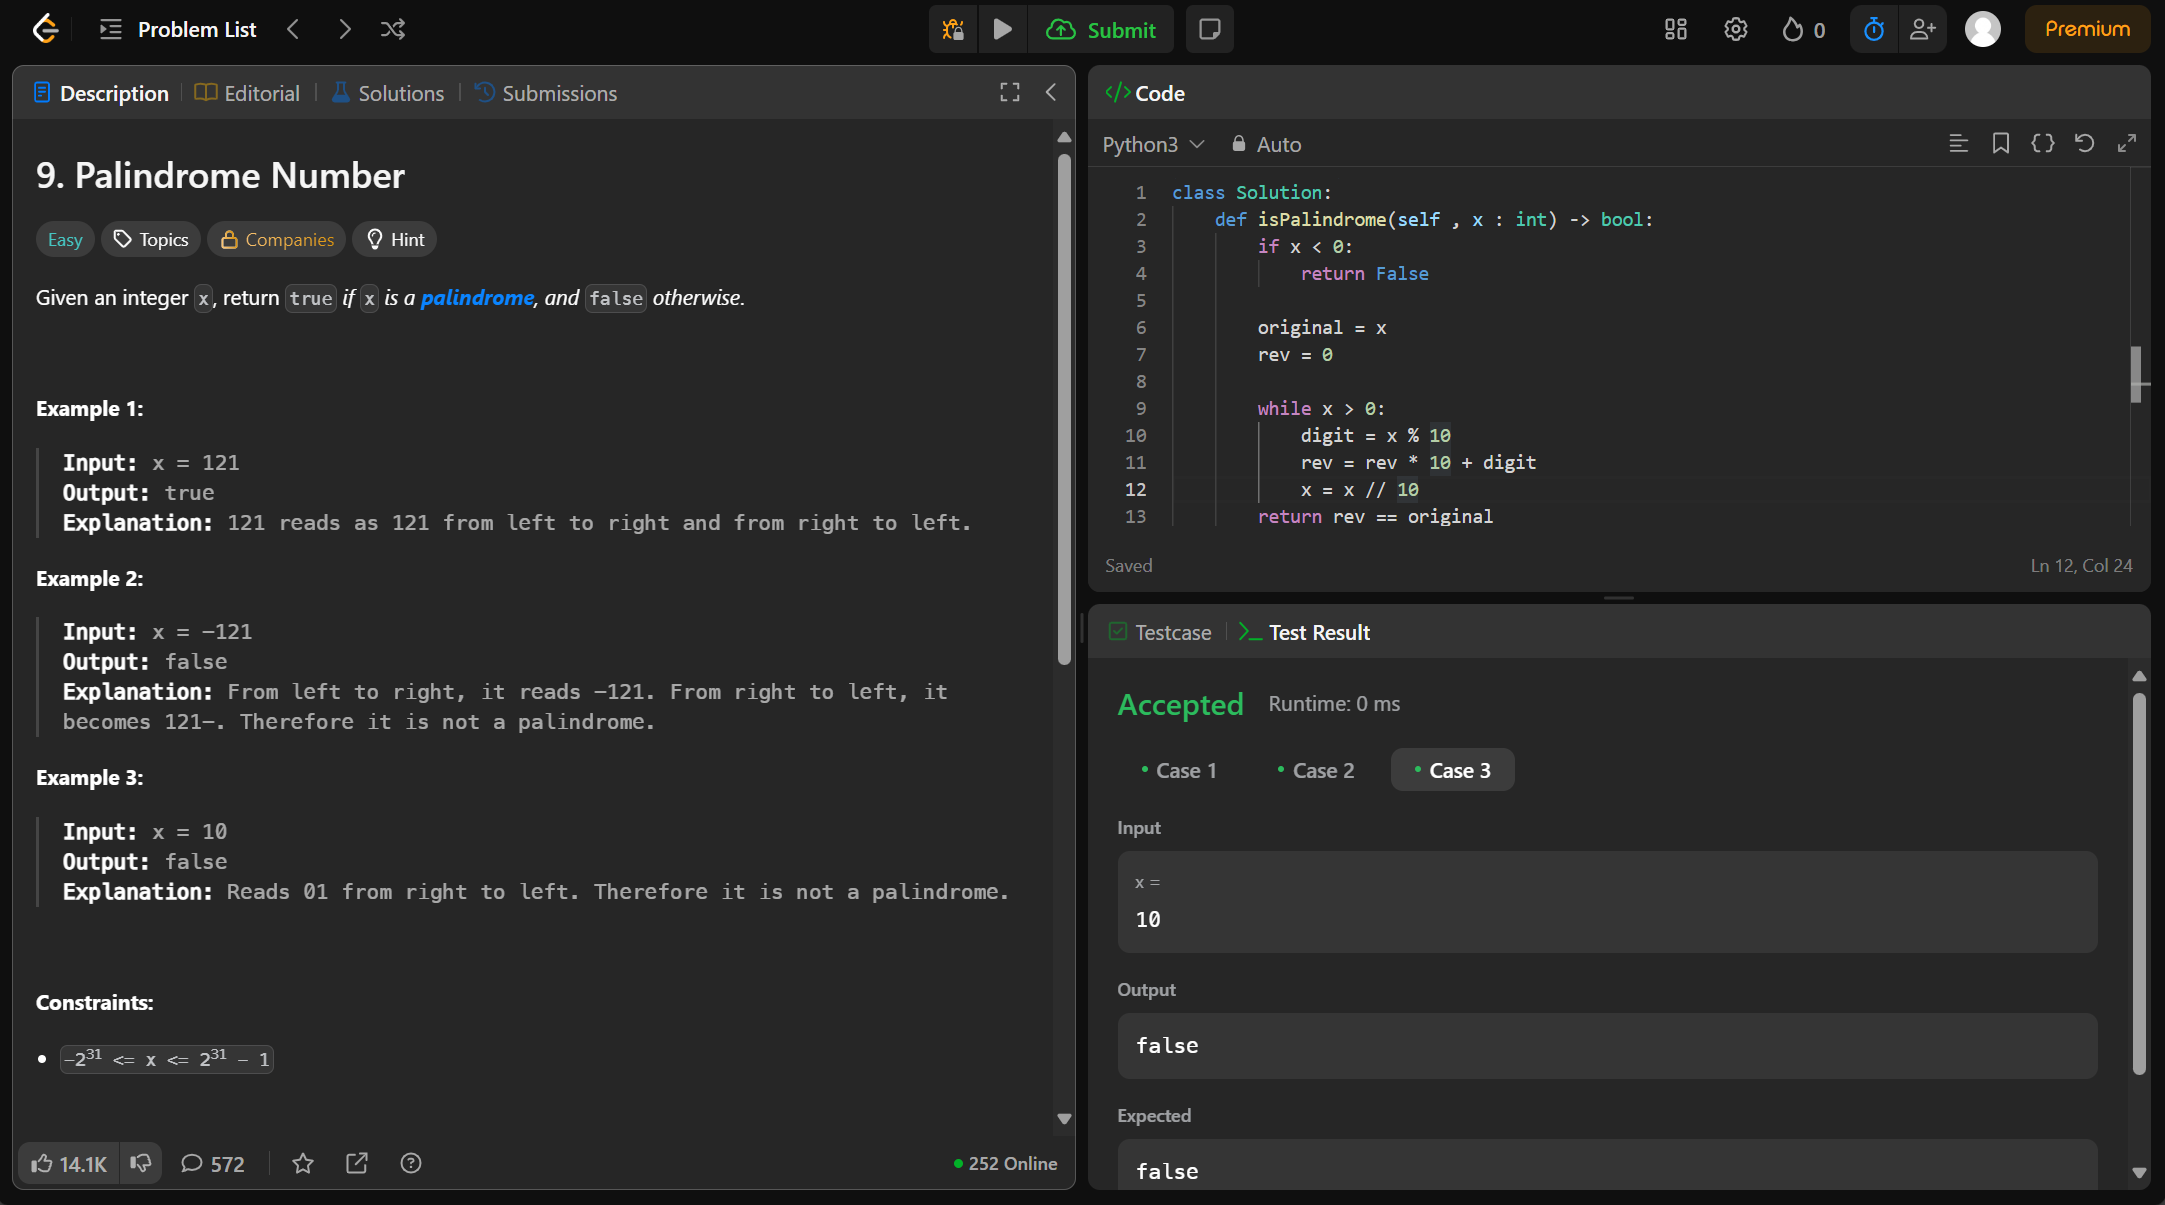 Problem List
Submit
0
Premium
Description
Editorial
Solutions
Submissions
9. Palindrome Number
Easy
Topics
Companies
Hint
Given an integer x, return true if x is a palindrome, and false otherwise.
Example 1:
Input: x = 121
Output: true
Explanation: 121 reads as 121 from left to right and from right to left.
Example 2:
Input: x = -121
Output: false
Explanation: From left to right, it reads -121. From right to left, it
becomes 121-. Therefore it is not a palindrome.
Example 3:
Input: x = 10
Output: false
Explanation: Reads 01 from right to left. Therefore it is not a palindrome.
Constraints:
-2³¹ <= x <= 2³¹ - 1
14.1K
572
252 Online
</> Code
Python3
Auto
1 class Solution:
2 def isPalindrome(self , x : int) -> bool:
3 if x < 0:
4 return False
5
6 original = x
7 rev = 0
8
9 while x > 0:
10 digit = x % 10
11 rev = rev * 10 + digit
12 x = x // 10
13 return rev == original
Saved
Ln 12, Col 24
Testcase
Test Result
Accepted
Runtime: 0 ms
Case 1
Case 2
Case 3
Input
x =
10
Output
false
Expected
false